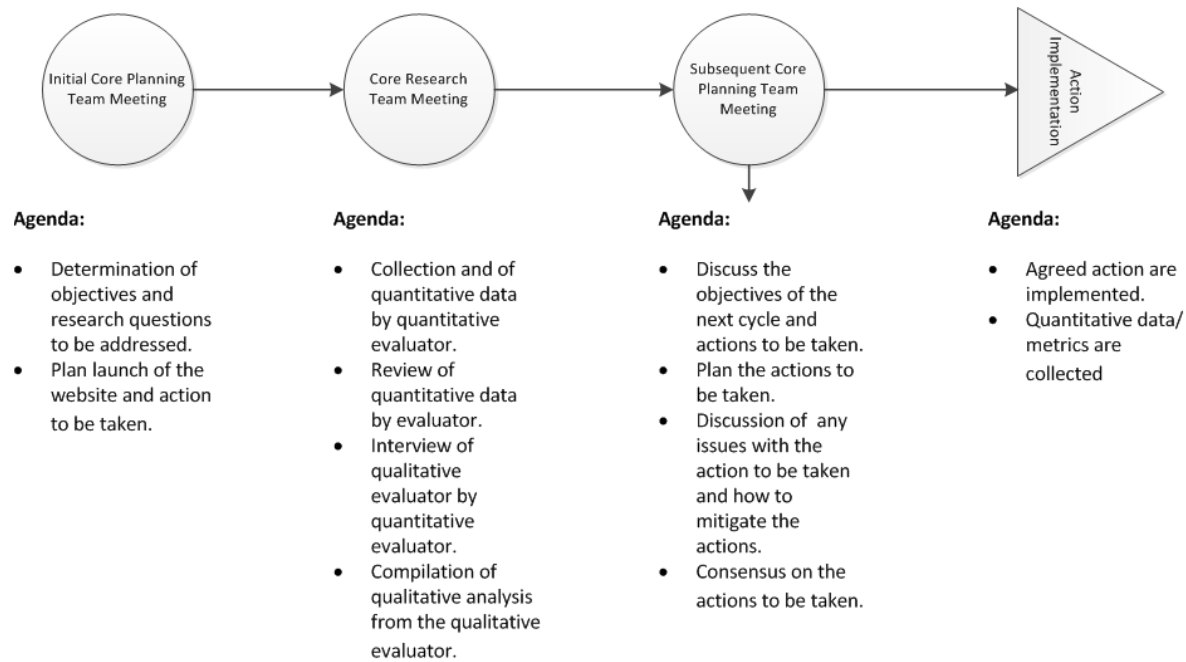 Initial Core Planning
Team Meeting
Core Research
Team Meeting
Subsequent Core
Planning Team
Meeting
Action
Implementation
Agenda:
• Determination of
objectives and
research questions
to be addressed.
• Plan launch of the
website and action
to be taken.
Agenda:
• Collection and of
quantitative data
by quantitative
evaluator.
• Review of
quantitative data
by evaluator.
• Interview of
qualitative
evaluator by
quantitative
evaluator.
• Compilation of
qualitative analysis
from the qualitative
evaluator.
Agenda:
• Discuss the
objectives of the
next cycle and
actions to be taken.
• Plan the actions to
be taken.
• Discussion of any
issues with the
action to be taken
and how to
mitigate the
actions.
• Consensus on the
actions to be taken.
Agenda:
• Agreed action are
implemented.
• Quantitative data/
metrics are
collected